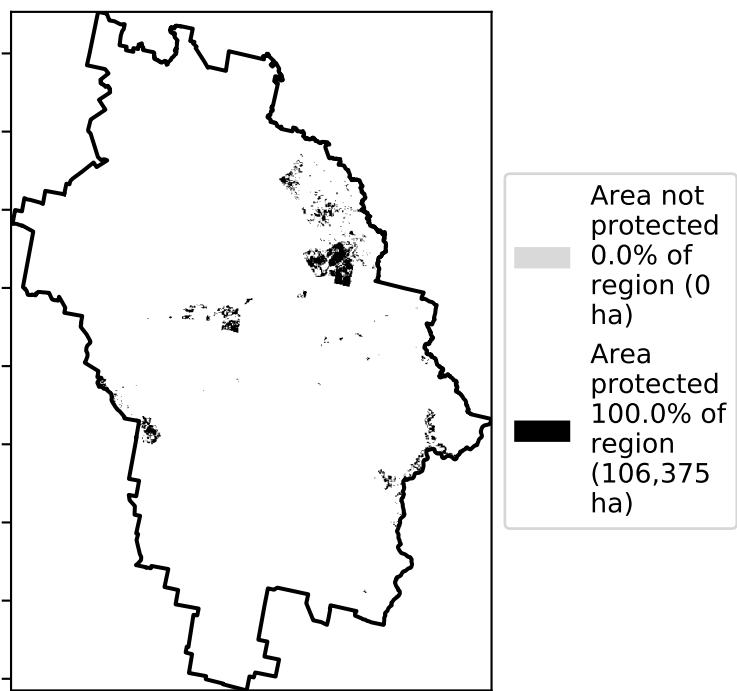 Area not
protected
0.0% of
region (0
ha)
Area
protected
100.0% of
region
(106,375
ha)